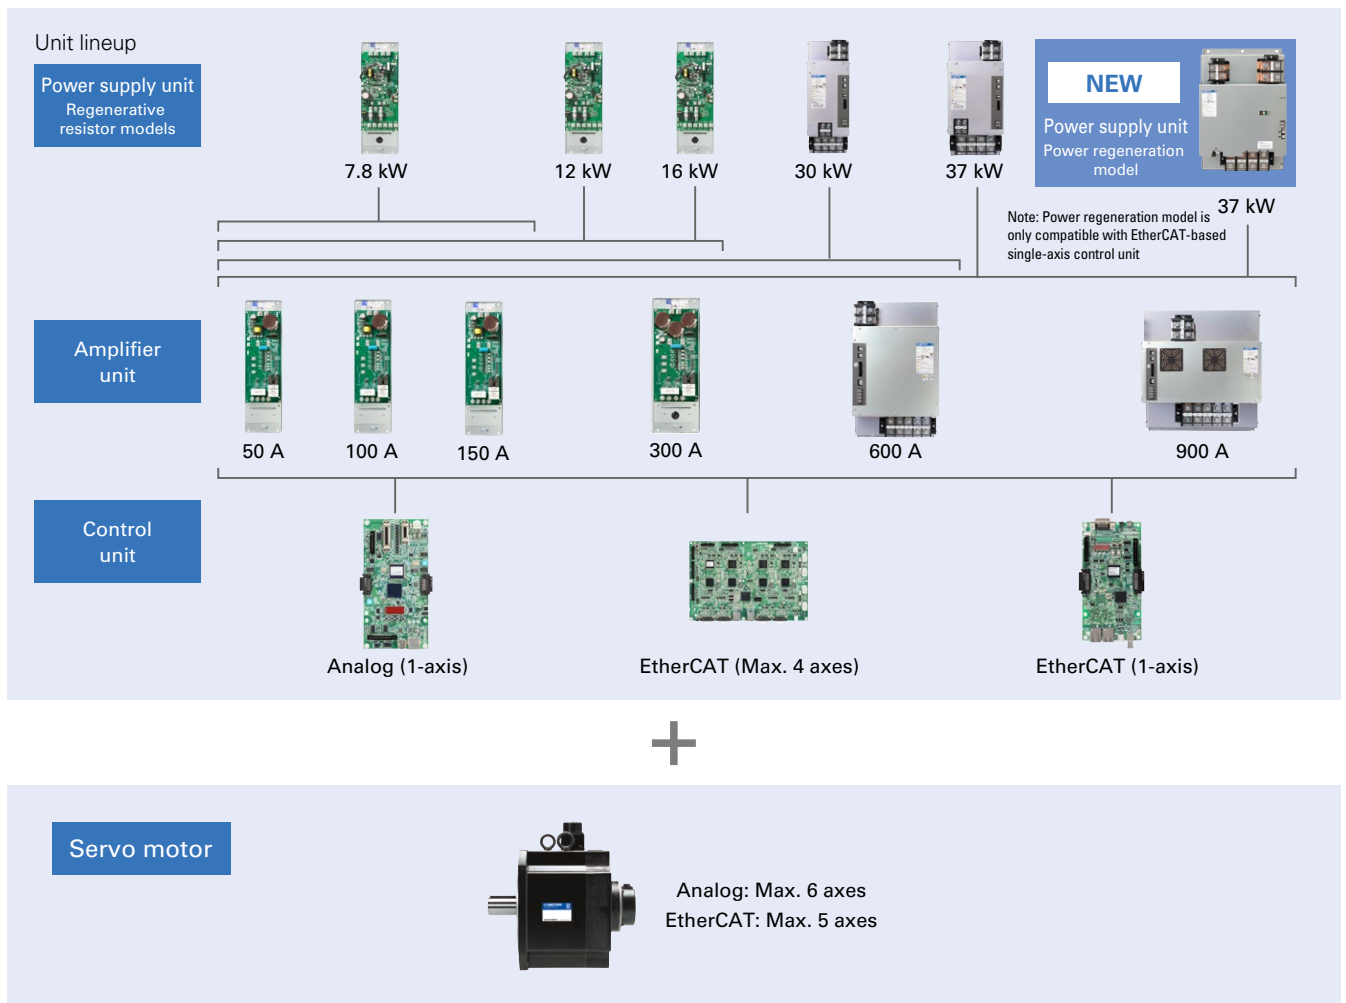 Unit lineup
Power supply unit
Regenerative
resistor models
7.8 kW
12 kW
16 kW
30 kW
37 kW
NEW
Power supply unit
Power regeneration
model
37 kW
Note: Power regeneration model is
only compatible with EtherCAT-based
single-axis control unit
Amplifier
unit
50 A
100 A
150 A
300 A
600 A
900 A
Control
unit
Analog (1-axis)
EtherCAT (Max. 4 axes)
EtherCAT (1-axis)
+
Servo motor
Analog: Max. 6 axes
EtherCAT: Max. 5 axes